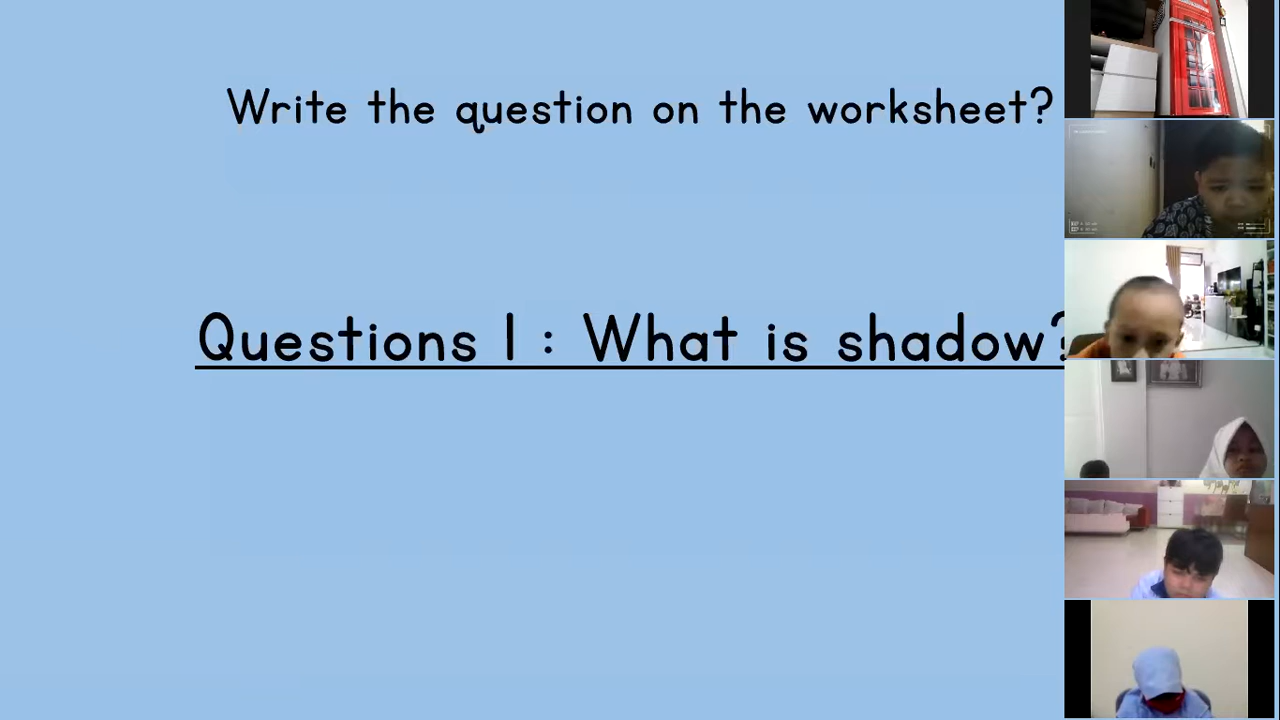 Write the question on the worksheet?
Questions 1 : What is shadow?